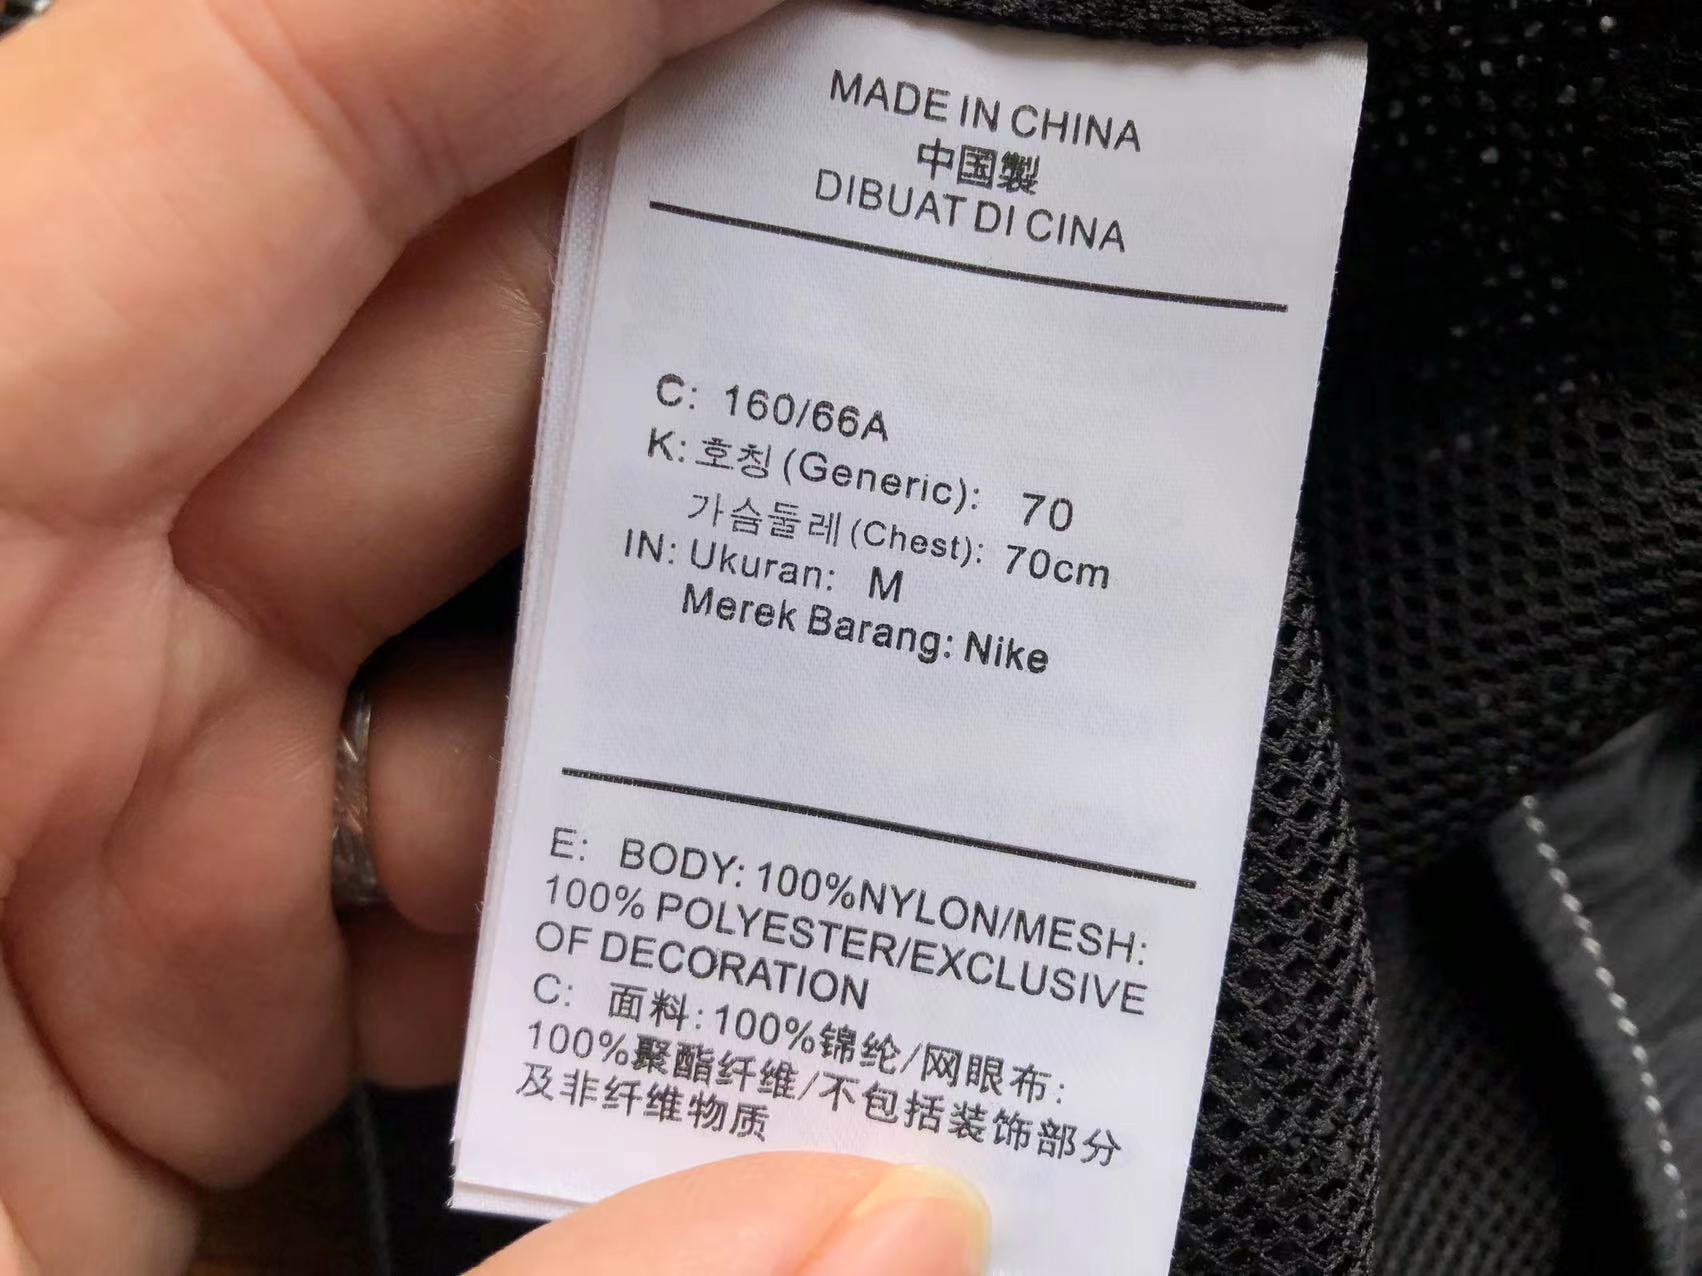 MADE IN CHINA
中国製
DIBUAT DI CINA
C: 160/66A
K: 호칭 (Generic): 70
가슴둘레 (Chest): 70cm
IN: Ukuran: M
Merek Barang: Nike
E: BODY: 100%NYLON/MESH:
100% POLYESTER/EXCLUSIVE
OF DECORATION
C: 面料: 100%锦纶/网眼布:
100%聚酯纤维/不包括装饰部分
及非纤维物质